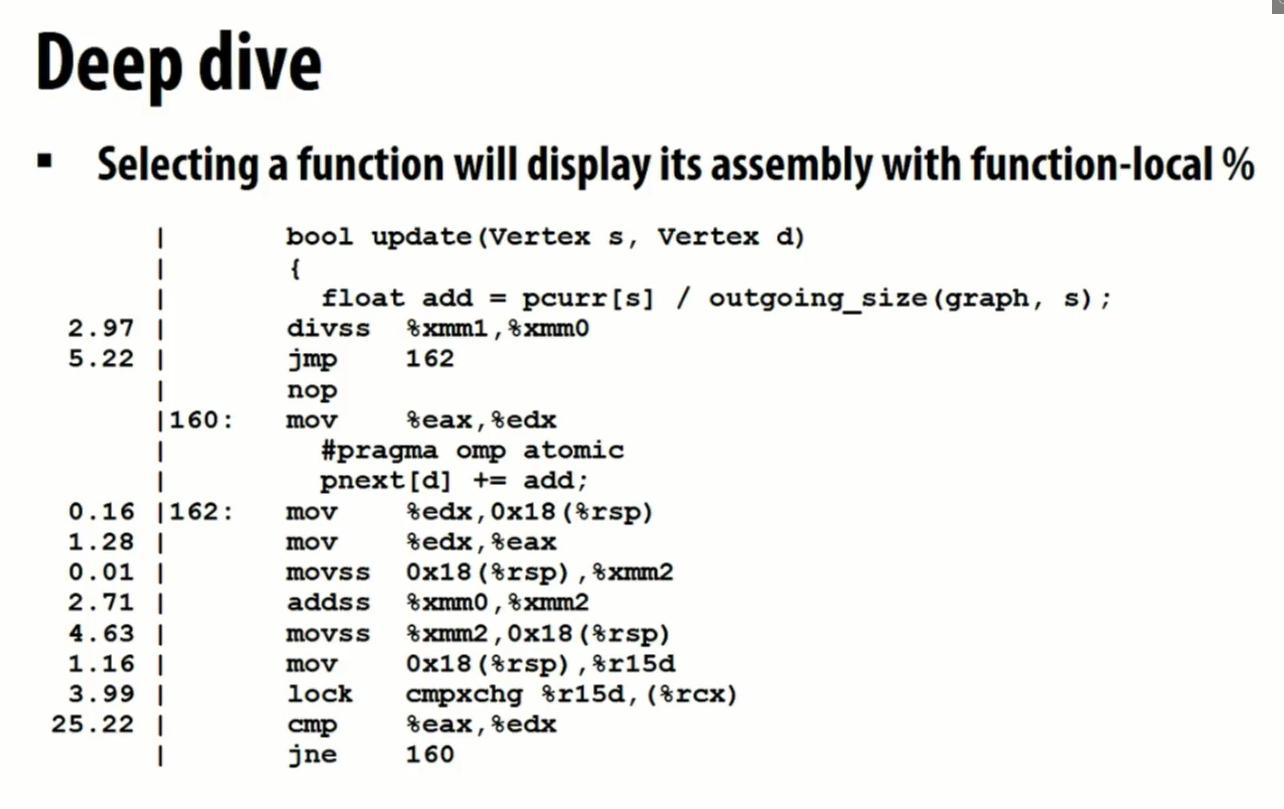 Deep dive
▪ Selecting a function will display its assembly with function-local %
| bool update(Vertex s, Vertex d)
| {
| float add = pcurr[s] / outgoing_size(graph, s);
2.97 | divss %xmm1,%xmm0
5.22 | jmp 162
| nop
|160: mov %eax,%edx
| #pragma omp atomic
| pnext[d] += add;
0.16 |162: mov %edx,0x18(%rsp)
1.28 | mov %edx,%eax
0.01 | movss 0x18(%rsp),%xmm2
2.71 | addss %xmm0,%xmm2
4.63 | movss %xmm2,0x18(%rsp)
1.16 | mov 0x18(%rsp),%r15d
3.99 | lock cmpxchg %r15d,(%rcx)
25.22 | cmp %eax,%edx
| jne 160